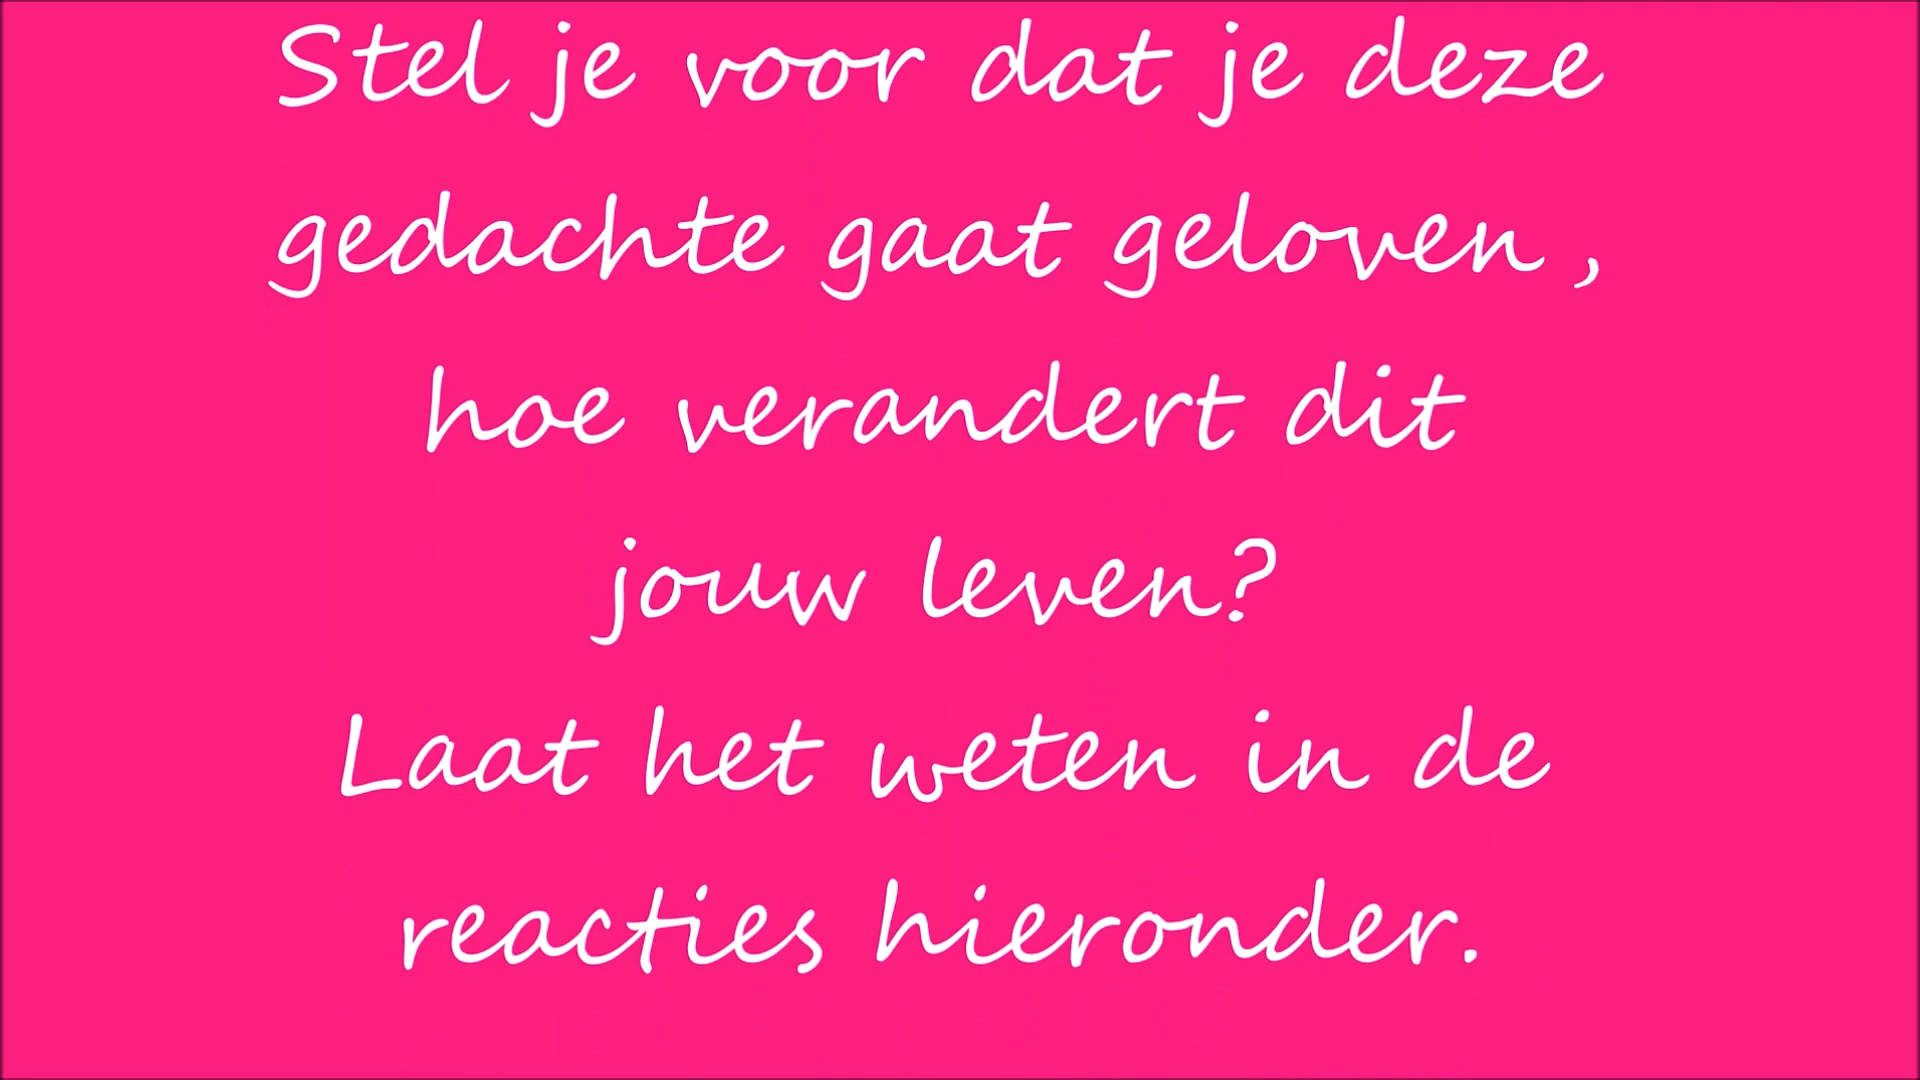 Stel je voor dat je deze
gedachte gaat geloven ,
hoe verandert dit
jouw leven?
Laat het weten in de
reacties hieronder.